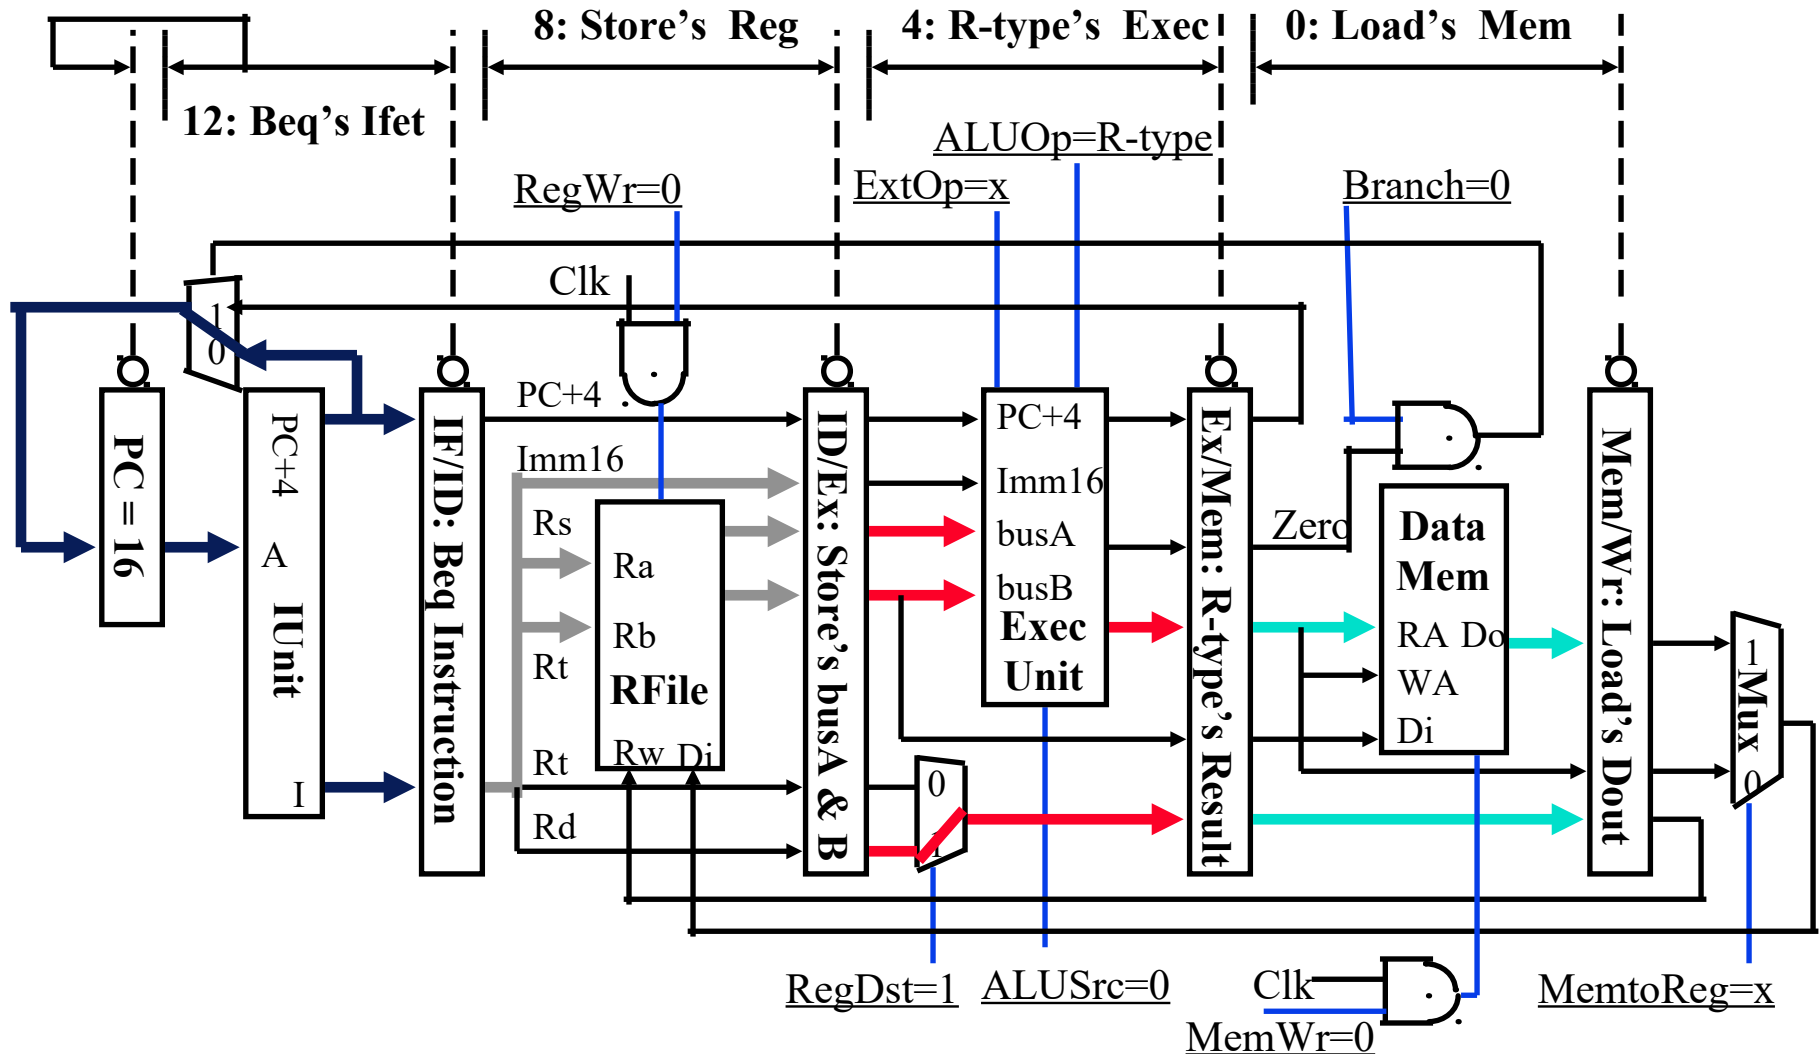 8: Store's Reg
4: R-type's Exec
0: Load's Mem
12: Beq's Ifet
ALUOp=R-type
RegWr=0
ExtOp=x
Branch=0
Clk
1
0
PC = 16
PC+4
A
IUnit
I
IF/ID: Beq Instruction
PC+4
Imm16
Rs
Ra
Rb
Rt
RFile
Rw Di
Rt
Rd
ID/Ex: Store's busA & B
PC+4
Imm16
busA
busB
Exec
Unit
0
1
Ex/Mem: R-type's Result
Zero
Data
Mem
RA Do
WA
Di
Mem/Wr: Load's Dout
1
Mux
0
RegDst=1
ALUSrc=0
Clk
MemWr=0
MemtoReg=x